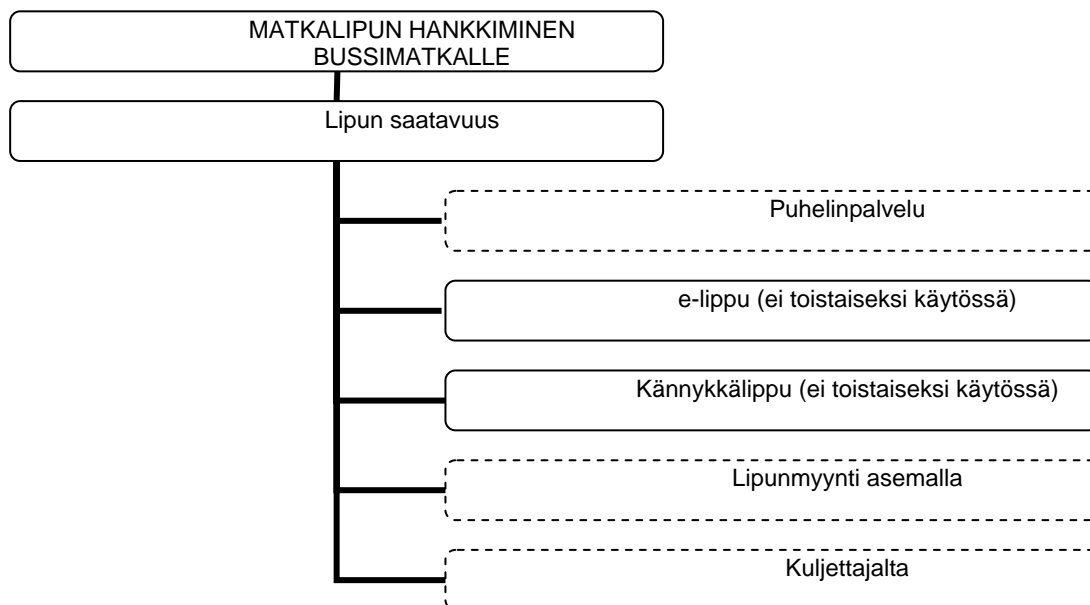 MATKALIPUN HANKKIMINEN
BUSSIMATKALLE
Lipun saatavuus
Puhelinpalvelu
e-lippu (ei toistaiseksi käytössä)
Kännykkälippu (ei toistaiseksi käytössä)
Lipunmyynti asemalla
Kuljettajalta